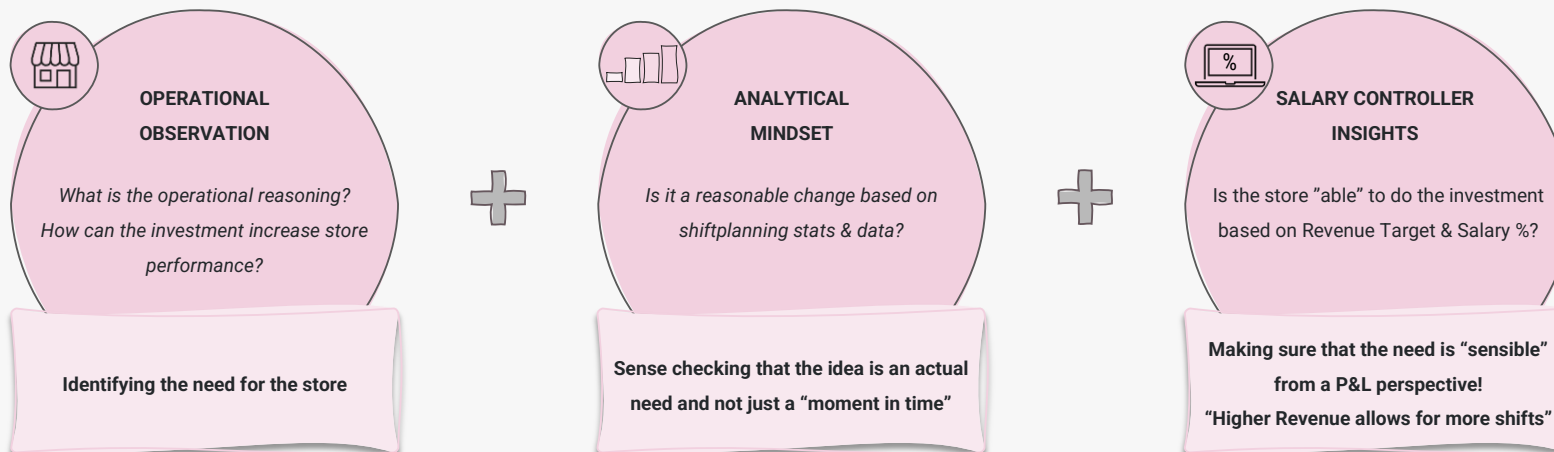 OPERATIONAL
OBSERVATION
What is the operational reasoning?
How can the investment increase store
performance?
Identifying the need for the store
ANALYTICAL
MINDSET
Is it a reasonable change based on
shiftplanning stats & data?
Sense checking that the idea is an actual
need and not just a “moment in time”
%
SALARY CONTROLLER
INSIGHTS
Is the store ”able” to do the investment
based on Revenue Target & Salary %?
Making sure that the need is “sensible”
from a P&L perspective!
“Higher Revenue allows for more shifts”